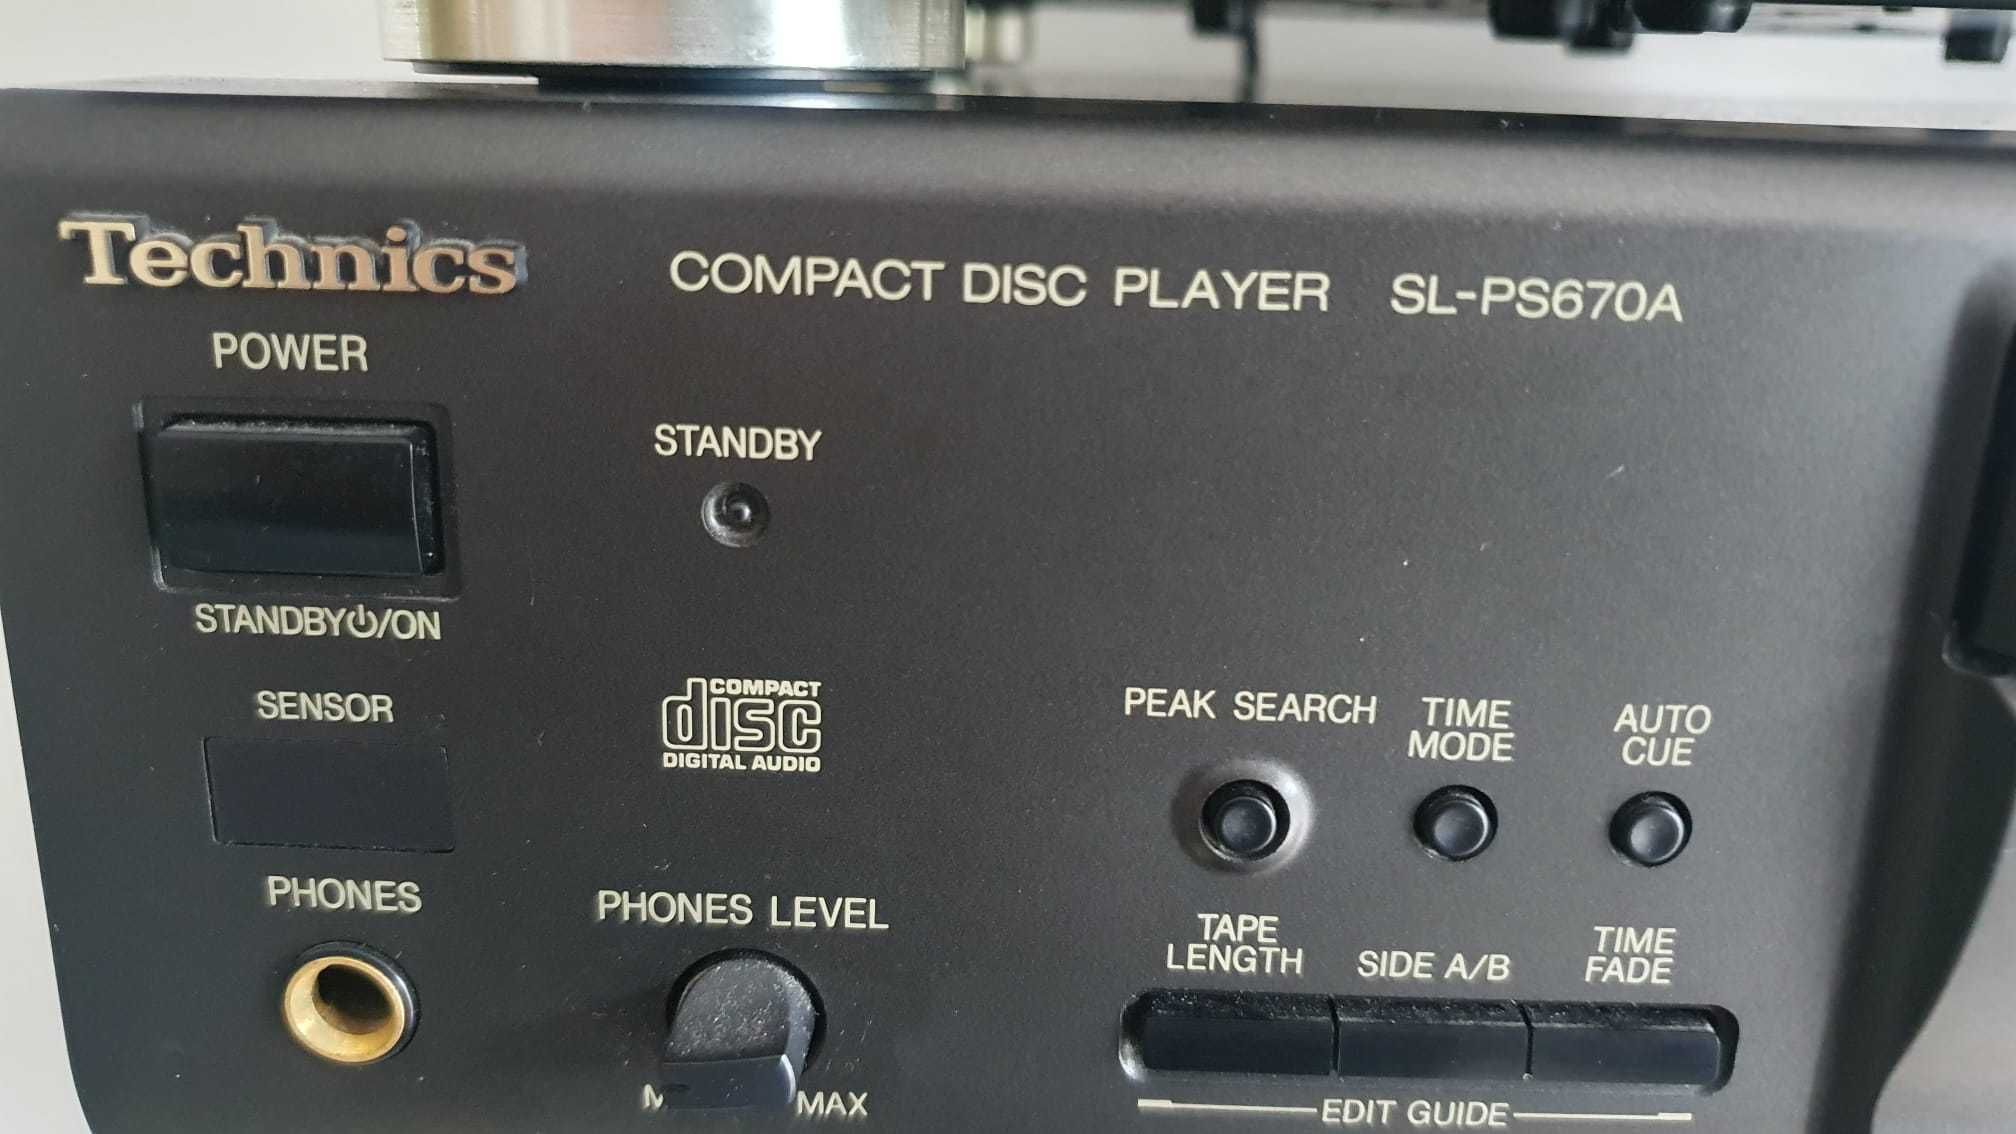 Technics
COMPACT DISC PLAYER SL-PS670A
POWER
STANDBY
STANDBY⏻/ON
SENSOR
COMPACT
disc
DIGITAL AUDIO
PEAK SEARCH
TIME
MODE
AUTO
CUE
PHONES
PHONES LEVEL
MAX
TAPE
LENGTH
SIDE A/B
TIME
FADE
EDIT GUIDE